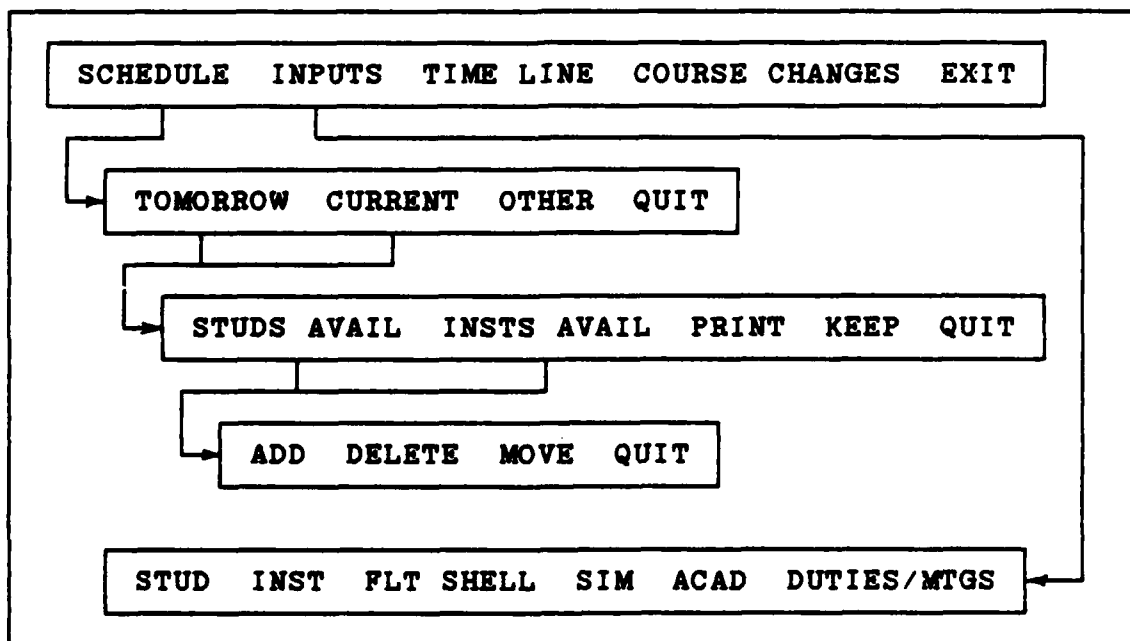 SCHEDULE INPUTS TIME LINE COURSE CHANGES EXIT
TOMORROW CURRENT OTHER QUIT
STUDS AVAIL INSTS AVAIL PRINT KEEP QUIT
ADD DELETE MOVE QUIT
STUD INST FLT SHELL SIM ACAD DUTIES/MTGS